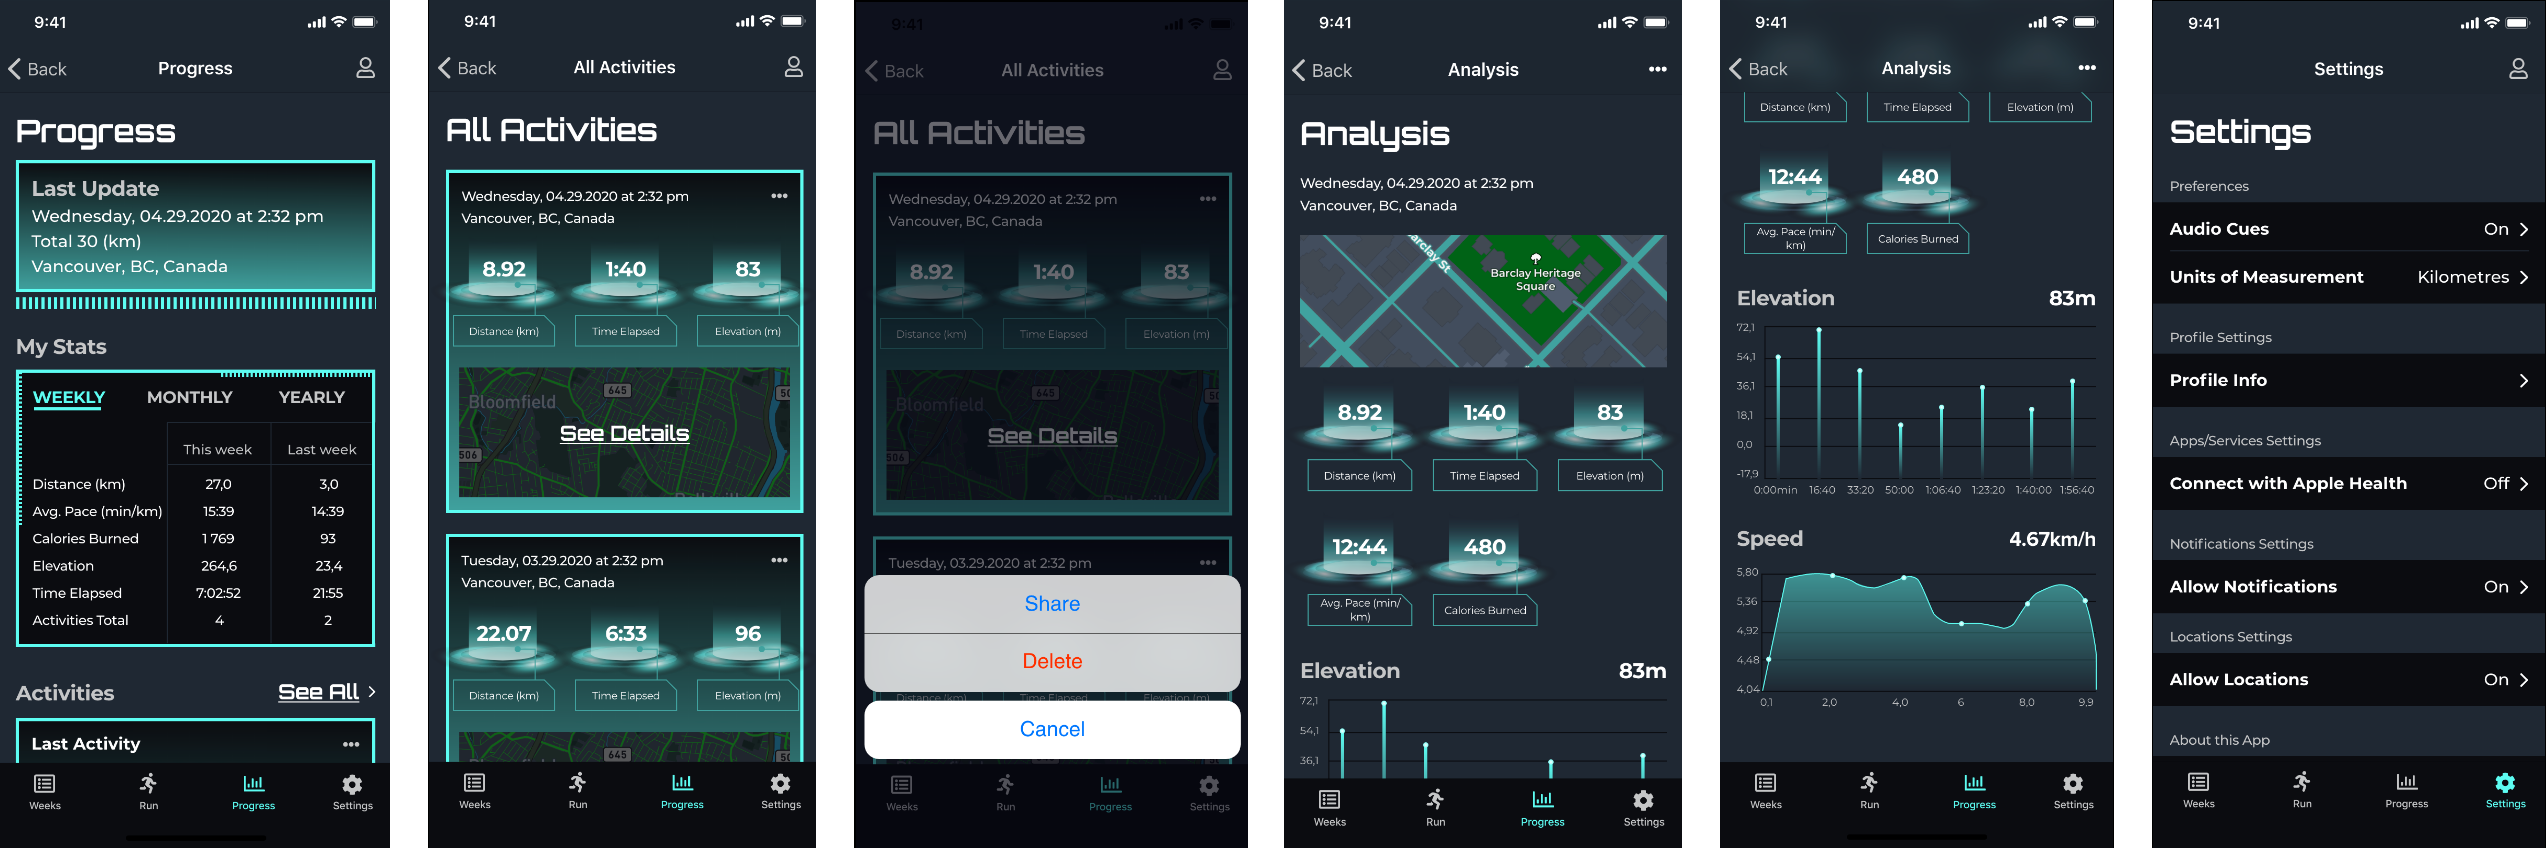 9:41
Back
Progress
Progress
Last Update
Wednesday, 04.29.2020 at 2:32 pm
Total 30 (km)
Vancouver, BC, Canada
My Stats
WEEKLY MONTHLY YEARLY
This week Last week
Distance (km) 27,0 3,0
Avg. Pace (min/km) 15:39 14:39
Calories Burned 1 769 93
Elevation 264,6 23,4
Time Elapsed 7:02:52 21:55
Activities Total 4 2
Activities See All
Last Activity
Weeks Run Progress Settings
9:41
Back
All Activities
All Activities
Wednesday, 04.29.2020 at 2:32 pm
Vancouver, BC, Canada
8.92 1:40 83
Distance (km) Time Elapsed Elevation (m)
645
Bloomfield
See Details
506
Tuesday, 03.29.2020 at 2:32 pm
Vancouver, BC, Canada
22.07 6:33 96
Distance (km) Time Elapsed Elevation (m)
645
Weeks Run Progress Settings
9:41
Back
All Activities
All Activities
Wednesday, 04.29.2020 at 2:32 pm
Vancouver, BC, Canada
8.92 1:40 83
Distance (km) Time Elapsed Elevation (m)
645
Bloomfield
See Details
506
Tuesday, 03.29.2020 at 2:32 pm
Share
Delete
Distance (km) Time Elapsed Elevation (m)
Cancel
Weeks Run Progress Settings
9:41
Back
Analysis
Analysis
Wednesday, 04.29.2020 at 2:32 pm
Vancouver, BC, Canada
Barclay St
Barclay Heritage
Square
8.92 1:40 83
Distance (km) Time Elapsed Elevation (m)
12:44 480
Avg. Pace (min/
km)
Calories Burned
Elevation 83m
72,1
54,1
36,1
Weeks Run Progress Settings
9:41
Back
Analysis
Distance (km) Time Elapsed Elevation (m)
12:44 480
Avg. Pace (min/
km)
Calories Burned
Elevation 83m
72,1
54,1
36,1
18,1
0,0
-17,9
0:00min 16:40 33:20 50:00 1:06:40 1:23:20 1:40:00 1:56:40
Speed 4.67km/h
5,80
5,36
4,92
4,48
4,04
0,1 2,0 4,0 6 8,0 9,9
Weeks Run Progress Settings
9:41
Settings
Settings
Preferences
Audio Cues On
Units of Measurement Kilometres
Profile Settings
Profile Info
Apps/Services Settings
Connect with Apple Health Off
Notifications Settings
Allow Notifications On
Locations Settings
Allow Locations On
About this App
Weeks Run Progress Settings